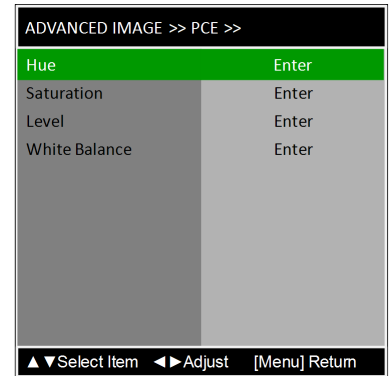 ADVANCED IMAGE >> PCE >>
Hue Enter
Saturation Enter
Level Enter
White Balance Enter
▲▼Select Item ◄►Adjust [Menu] Return